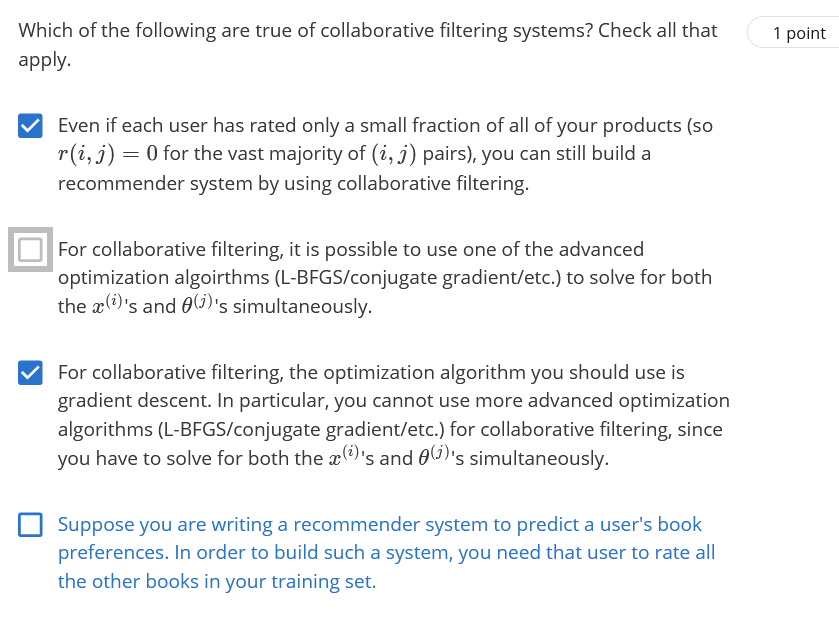 Which of the following are true of collaborative filtering systems? Check all that
apply.
1 point
Even if each user has rated only a small fraction of all of your products (so
r(i, j) = 0 for the vast majority of (i, j) pairs), you can still build a
recommender system by using collaborative filtering.
For collaborative filtering, it is possible to use one of the advanced
optimization algoirthms (L-BFGS/conjugate gradient/etc.) to solve for both
the x^(i)'s and θ^(j)'s simultaneously.
For collaborative filtering, the optimization algorithm you should use is
gradient descent. In particular, you cannot use more advanced optimization
algorithms (L-BFGS/conjugate gradient/etc.) for collaborative filtering, since
you have to solve for both the x^(i)'s and θ^(j)'s simultaneously.
Suppose you are writing a recommender system to predict a user's book
preferences. In order to build such a system, you need that user to rate all
the other books in your training set.